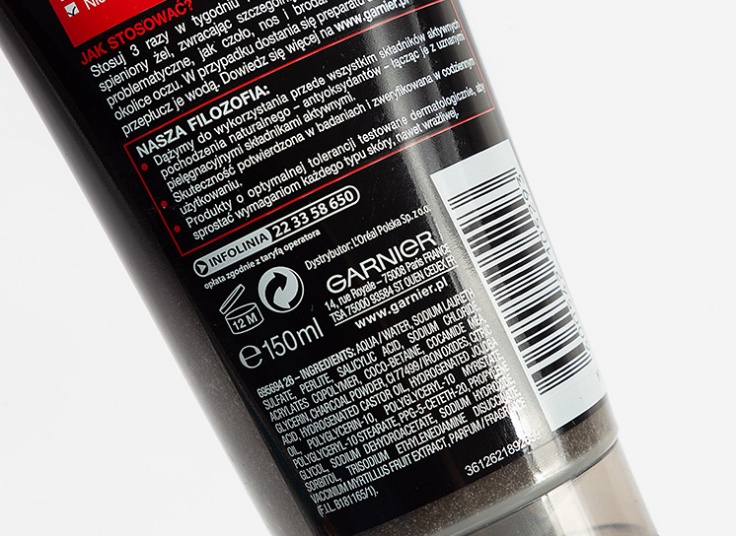 JAK STOSOWAĆ?
Stosuj 3 razy w tygodniu
spieniony żel, zwracając
problematyczne, jak czoło, nos i
okolice oczu. W przypadku dostania się preparatu
przepłucz je wodą. Dowiedz się więcej na www.garnier.pl
NASZA FILOZOFIA:
• Dążymy do wykorzystania przede wszystkim składników aktywnych
pochodzenia naturalnego - antyoksydantów - łącząc je z uznanymi
pielęgnacyjnymi składnikami aktywnymi.
• Skuteczność potwierdzona w badaniach i zweryfikowana w codziennym
użytkowaniu.
• Produkty o optymalnej tolerancji testowane dermatologicznie, aby
sprostać wymaganiom każdego typu skóry, nawet wrażliwej.
INFOLINIA 22 33 58 650
opłata zgodnie z taryfą operatora
Dystrybutor: L'Oréal Polska Sp. z o.o.
GARNIER
14, rue Royale - 75008 Paris FRANCE
TSA 75000 93584 ST OUEN CEDEX FR
www.garnier.pl
12 M
e150ml
695694 26 - INGREDIENTS: AQUA / WATER, SODIUM LAURETH
SULFATE, PERLITE, SALICYLIC ACID, SODIUM CHLORIDE,
ACRYLATES COPOLYMER, COCO-BETAINE, COCAMIDE MEA,
GLYCERIN, CHARCOAL POWDER, CI 77499 / IRON OXIDES, CITRIC
ACID, HYDROGENATED CASTOR OIL, HYDROGENATED JOJOBA
OIL, POLYGLYCERYL-10 MYRISTATE,
POLYGLYCERIN-10, POLYGLYCERYL-10 STEARATE, PPG-5-CETETH-20, PROPYLENE
GLYCOL, SODIUM DEHYDROACETATE, SODIUM HYDROXIDE,
SORBITOL, TRISODIUM ETHYLENEDIAMINE DISUCCINATE,
VACCINIUM MYRTILLUS FRUIT EXTRACT, PARFUM / FRAGRANCE
(F.I.L. B181165/1).